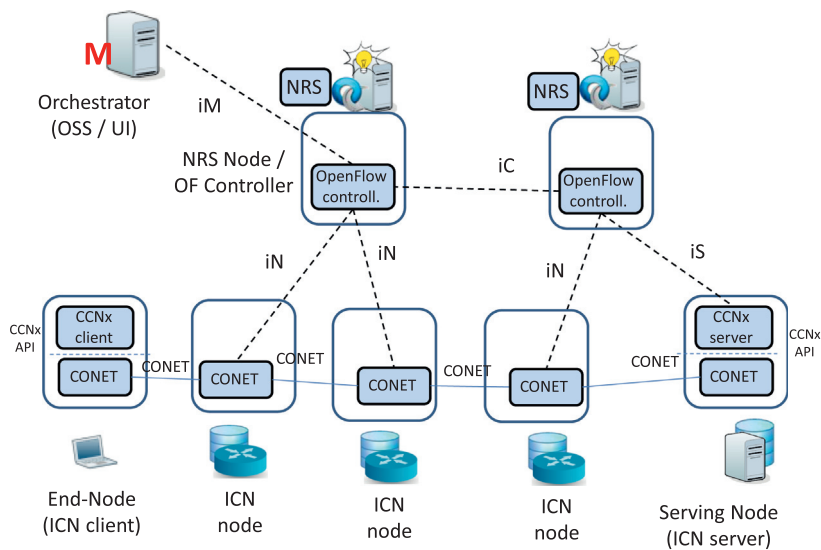 M
Orchestrator
(OSS / UI)
iM
NRS
NRS
NRS Node /
OF Controller
OpenFlow
controll.
iC
OpenFlow
controll.
iN
iN
iN
iS
CCNx
API
CCNx
client
CONET
CONET
CONET
CONET
CONET
CONET
CONET
CONET
CCNx
server
CONET
CCNx
API
End-Node
(ICN client)
ICN
node
ICN
node
ICN
node
Serving Node
(ICN server)